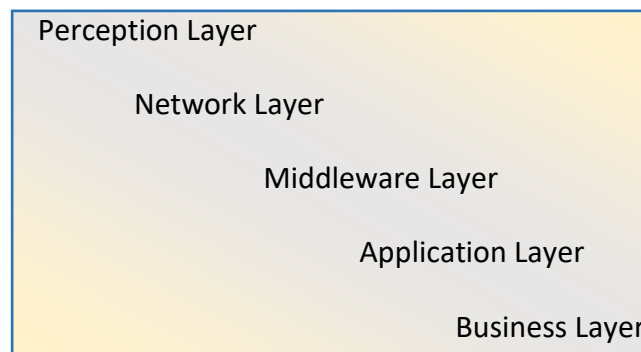 Perception Layer
Network Layer
Middleware Layer
Application Layer
Business Layer